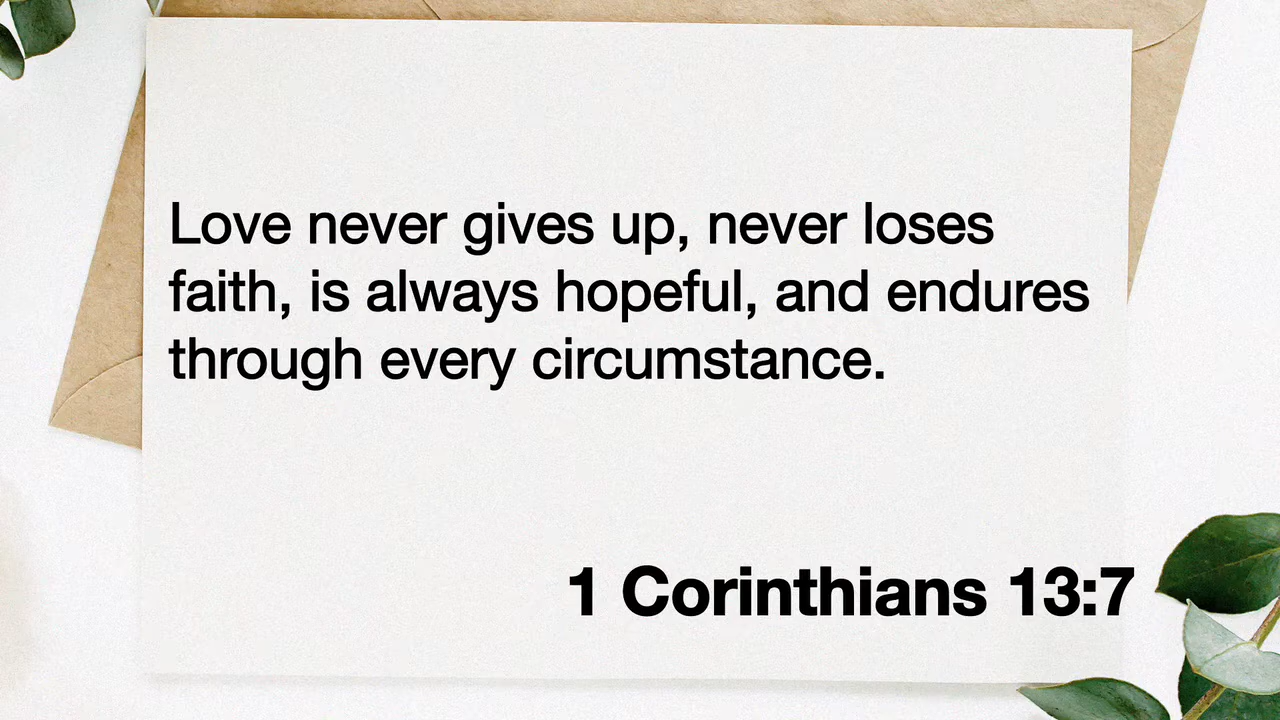 Love never gives up, never loses
faith, is always hopeful, and endures
through every circumstance.
1 Corinthians 13:7